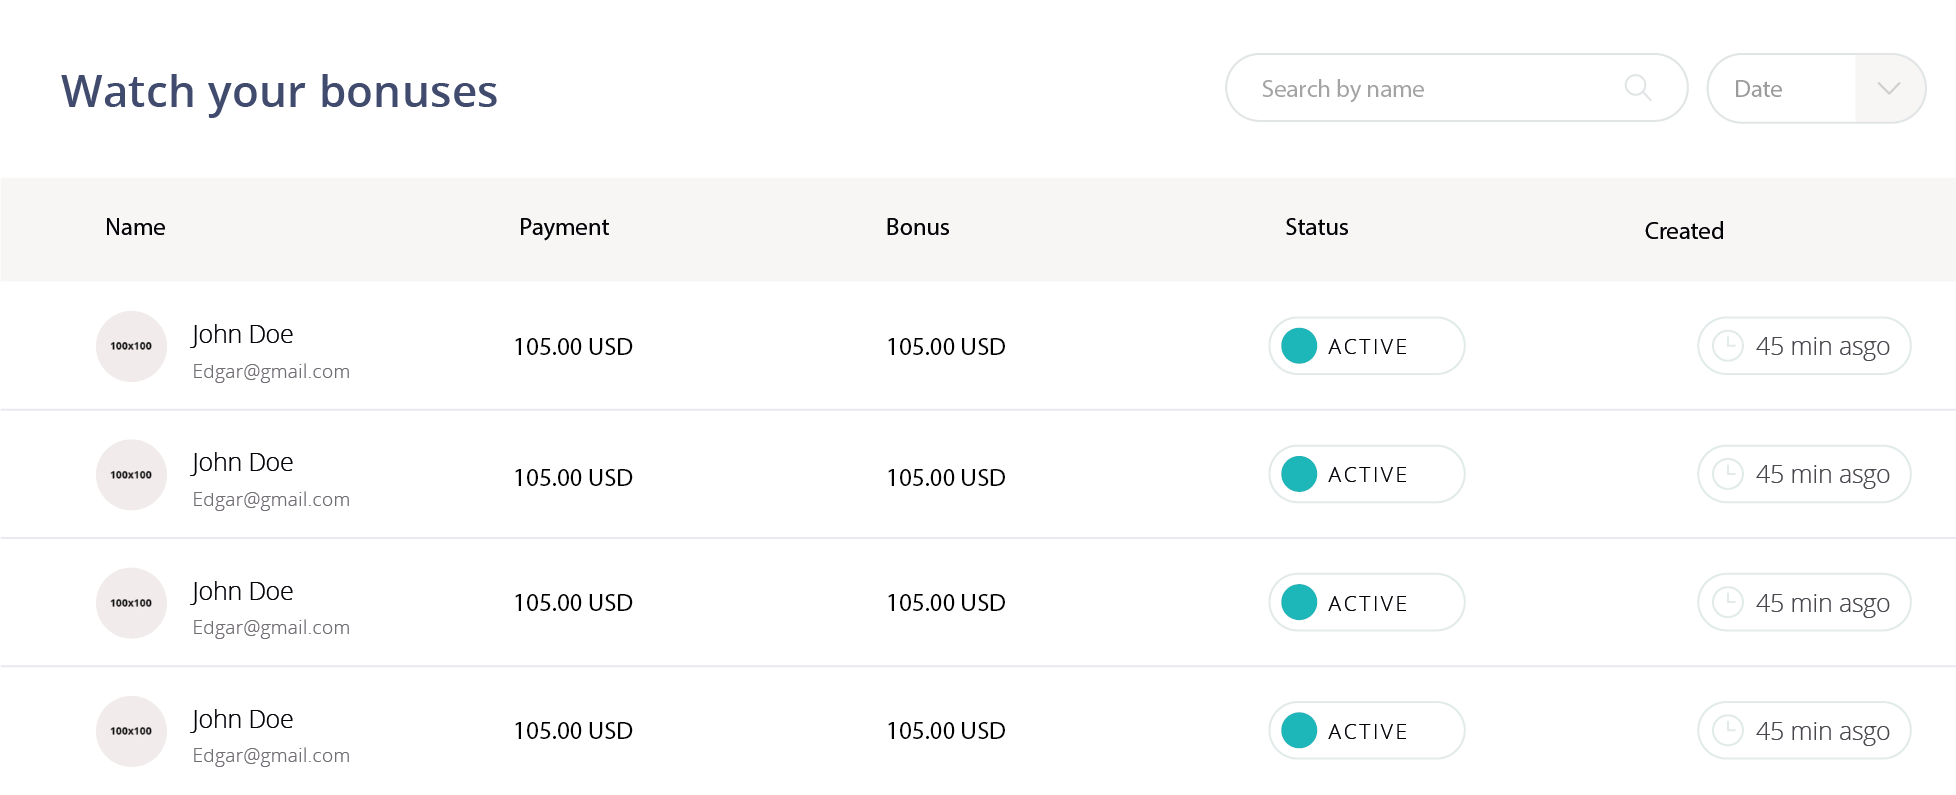 Watch your bonuses
Search by name
Date
Name Payment Bonus Status Created
100x100 John Doe 105.00 USD 105.00 USD ACTIVE 45 min asgo
Edgar@gmail.com
100x100 John Doe 105.00 USD 105.00 USD ACTIVE 45 min asgo
Edgar@gmail.com
100x100 John Doe 105.00 USD 105.00 USD ACTIVE 45 min asgo
Edgar@gmail.com
100x100 John Doe 105.00 USD 105.00 USD ACTIVE 45 min asgo
Edgar@gmail.com